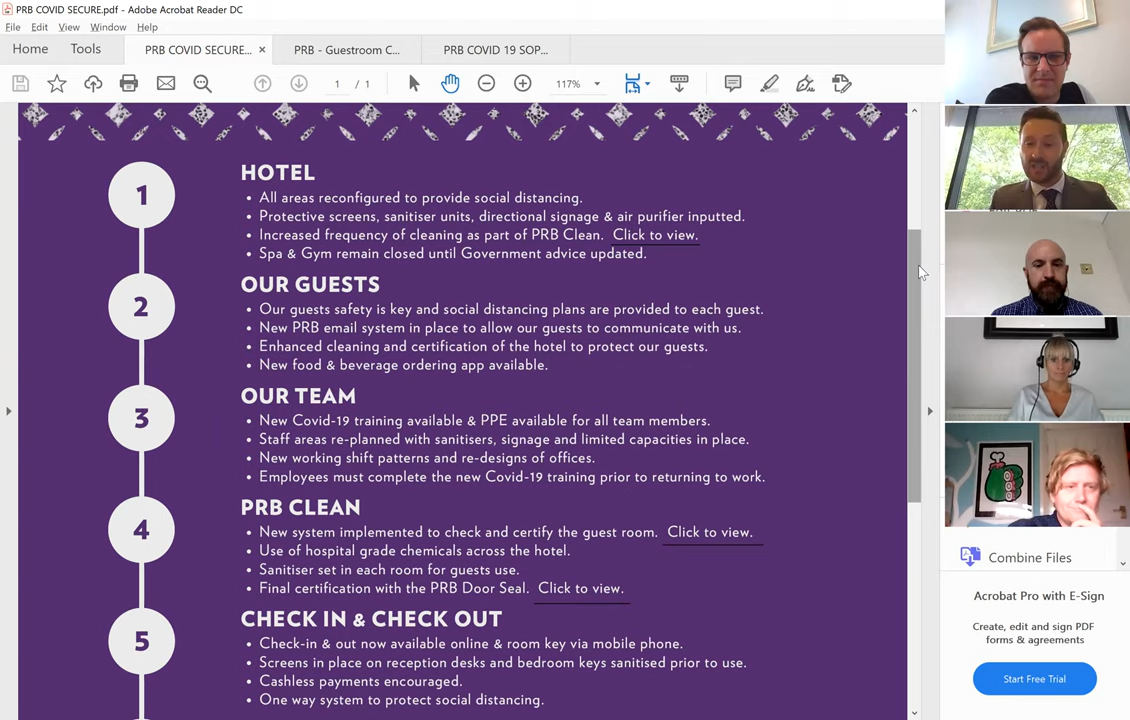 PRB COVID SECURE.pdf - Adobe Acrobat Reader DC
File Edit View Window Help
Home Tools PRB COVID SECURE... × PRB - Guestroom C... PRB COVID 19 SOP...
1 / 1 117%
1
HOTEL
• All areas reconfigured to provide social distancing.
• Protective screens, sanitiser units, directional signage & air purifier inputted.
• Increased frequency of cleaning as part of PRB Clean. Click to view.
• Spa & Gym remain closed until Government advice updated.
2
OUR GUESTS
• Our guests safety is key and social distancing plans are provided to each guest.
• New PRB email system in place to allow our guests to communicate with us.
• Enhanced cleaning and certification of the hotel to protect our guests.
• New food & beverage ordering app available.
3
OUR TEAM
• New Covid-19 training available & PPE available for all team members.
• Staff areas re-planned with sanitisers, signage and limited capacities in place.
• New working shift patterns and re-designs of offices.
• Employees must complete the new Covid-19 training prior to returning to work.
4
PRB CLEAN
• New system implemented to check and certify the guest room. Click to view.
• Use of hospital grade chemicals across the hotel.
• Sanitiser set in each room for guests use.
• Final certification with the PRB Door Seal. Click to view.
5
CHECK IN & CHECK OUT
• Check-in & out now available online & room key via mobile phone.
• Screens in place on reception desks and bedroom keys sanitised prior to use.
• Cashless payments encouraged.
• One way system to protect social distancing.
Combine Files
Acrobat Pro with E-Sign
Create, edit and sign PDF
forms & agreements
Start Free Trial